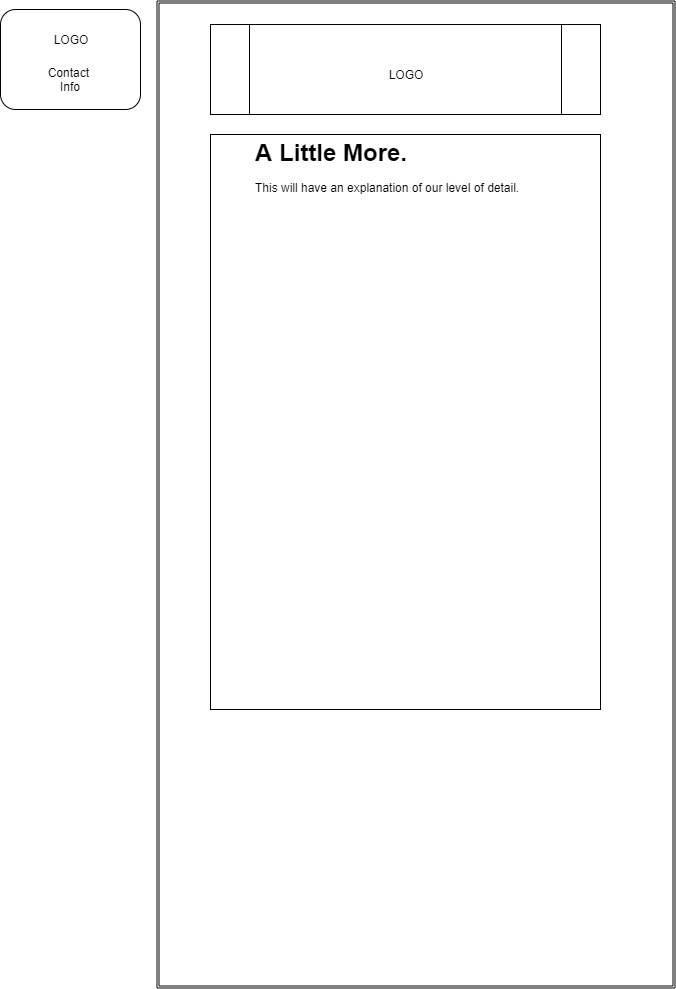 LOGO
Contact
Info
LOGO
A Little More.
This will have an explanation of our level of detail.